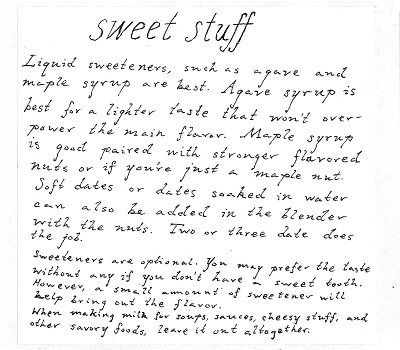 sweet stuff
Liquid sweeteners, such as agave and
maple syrup are best. Agave syrup is
best for a lighter taste that won't over-
power the main flavor. Maple syrup
is good paired with stronger flavored
nuts or if you're just a maple nut.
Soft dates or dates soaked in water
can also be added in the blender
with the nuts. Two or three date does
the job.
Sweeteners are optional. You may prefer the taste
without any if you don't have a sweet tooth.
However, a small amount of sweetener will
help bring out the flavor.
When making milk for soups, sauces, cheesy stuff, and
other savory foods, leave it out altogether.